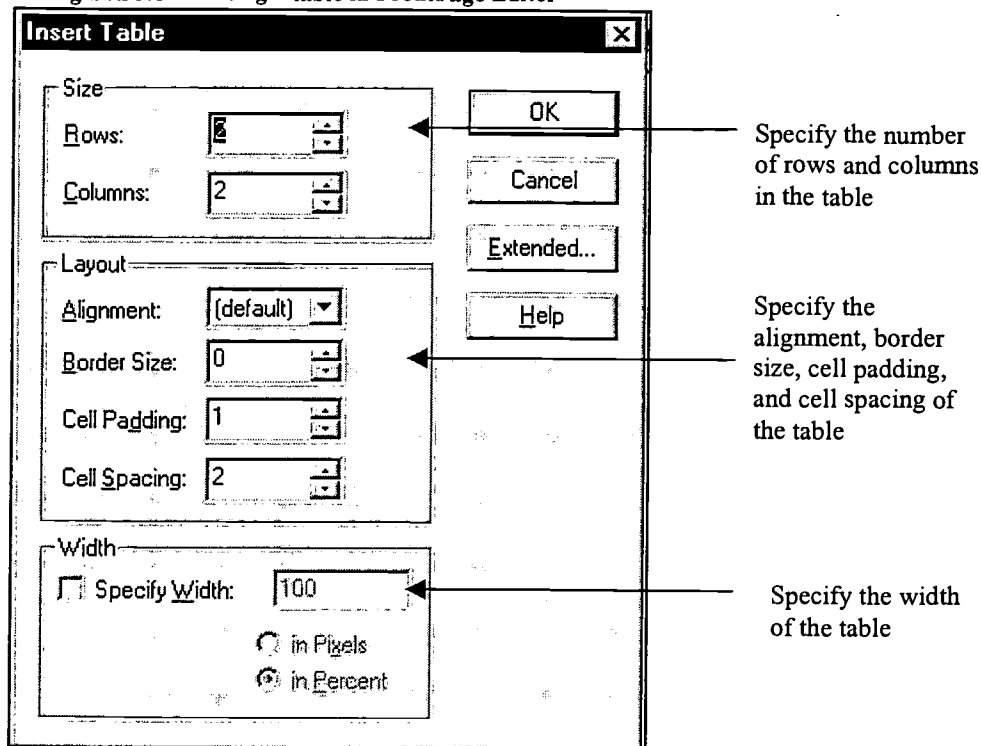 Insert Table
Size
Rows:
Columns:
2
Layout
Alignment:
(default)
Border Size:
0
Cell Padding:
1
Cell Spacing:
2
Width
Specify Width:
100
in Pixels
in Percent
OK
Cancel
Extended...
Help
Specify the number
of rows and columns
in the table
Specify the
alignment, border
size, cell padding,
and cell spacing of
the table
Specify the width
of the table